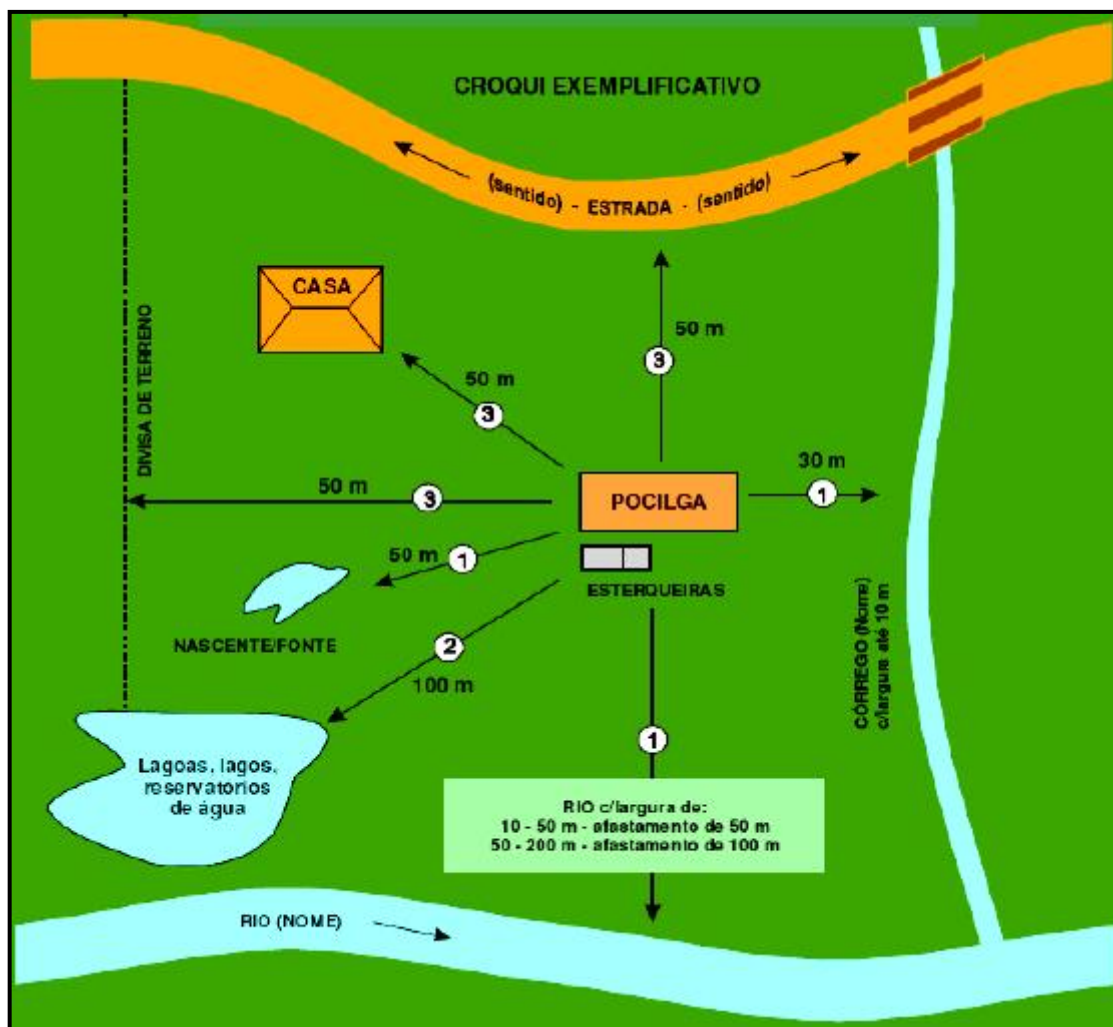 CROQUI EXEMPLIFICATIVO
(sentido) - ESTRADA - (sentido)
CASA
50 m
3
50 m
3
DIVISA DE TERRENO
50 m
3
POCILGA
30 m
1
50 m
1
ESTERQUEIRAS
NASCENTE/FONTE
2
100 m
CÓRREGO (Nome)
c/largura até 10 m
1
Lagoas, lagos,
reservatórios
de água
RIO c/largura de:
10 - 50 m - afastamento de 50 m
50 - 200 m - afastamento de 100 m
RIO (NOME)